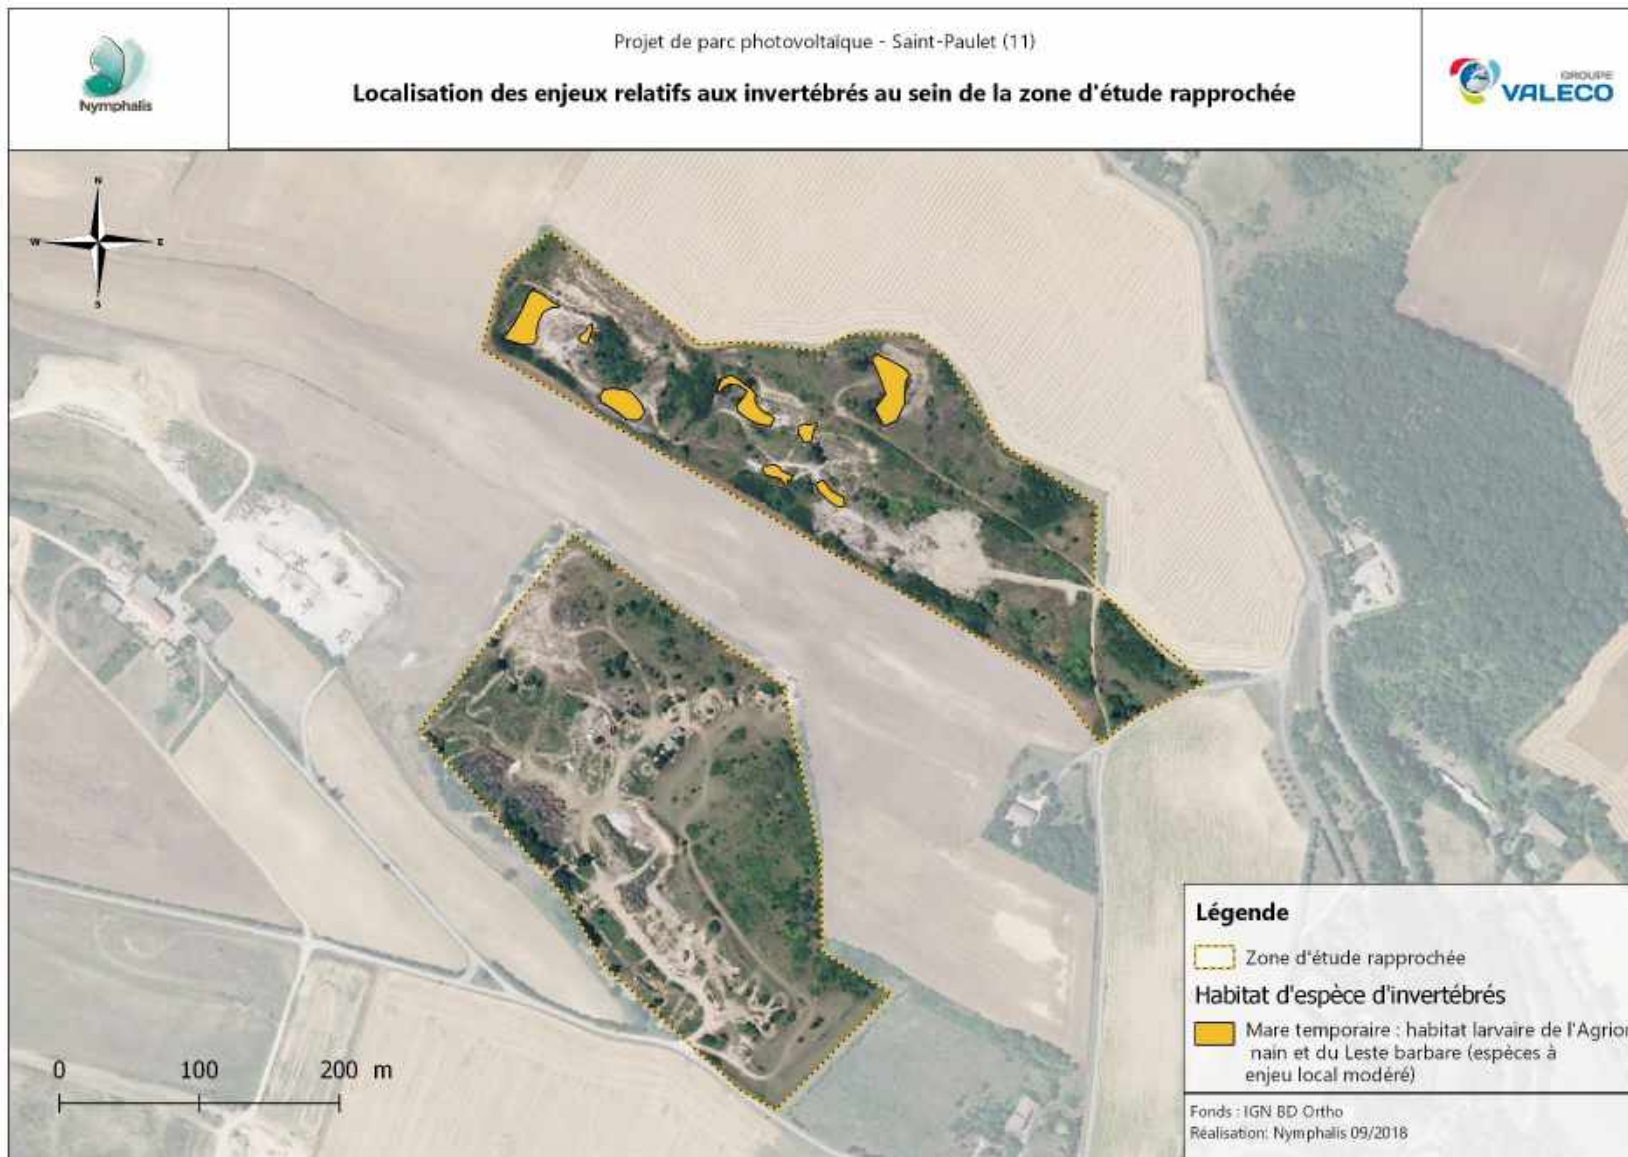 Nymphalis
Projet de parc photovoltaïque - Saint-Paulet (11)
Localisation des enjeux relatifs aux invertébrés au sein de la zone d'étude rapprochée
GROUPE
VALECO
N
W E
S
0 100 200 m
Légende
Zone d'étude rapprochée
Habitat d'espèce d'invertébrés
Mare temporaire : habitat larvaire de l'Agrion
nain et du Leste barbare (espèces à
enjeu local modéré)
Fonds : IGN BD Ortho
Réalisation: Nymphalis 09/2018